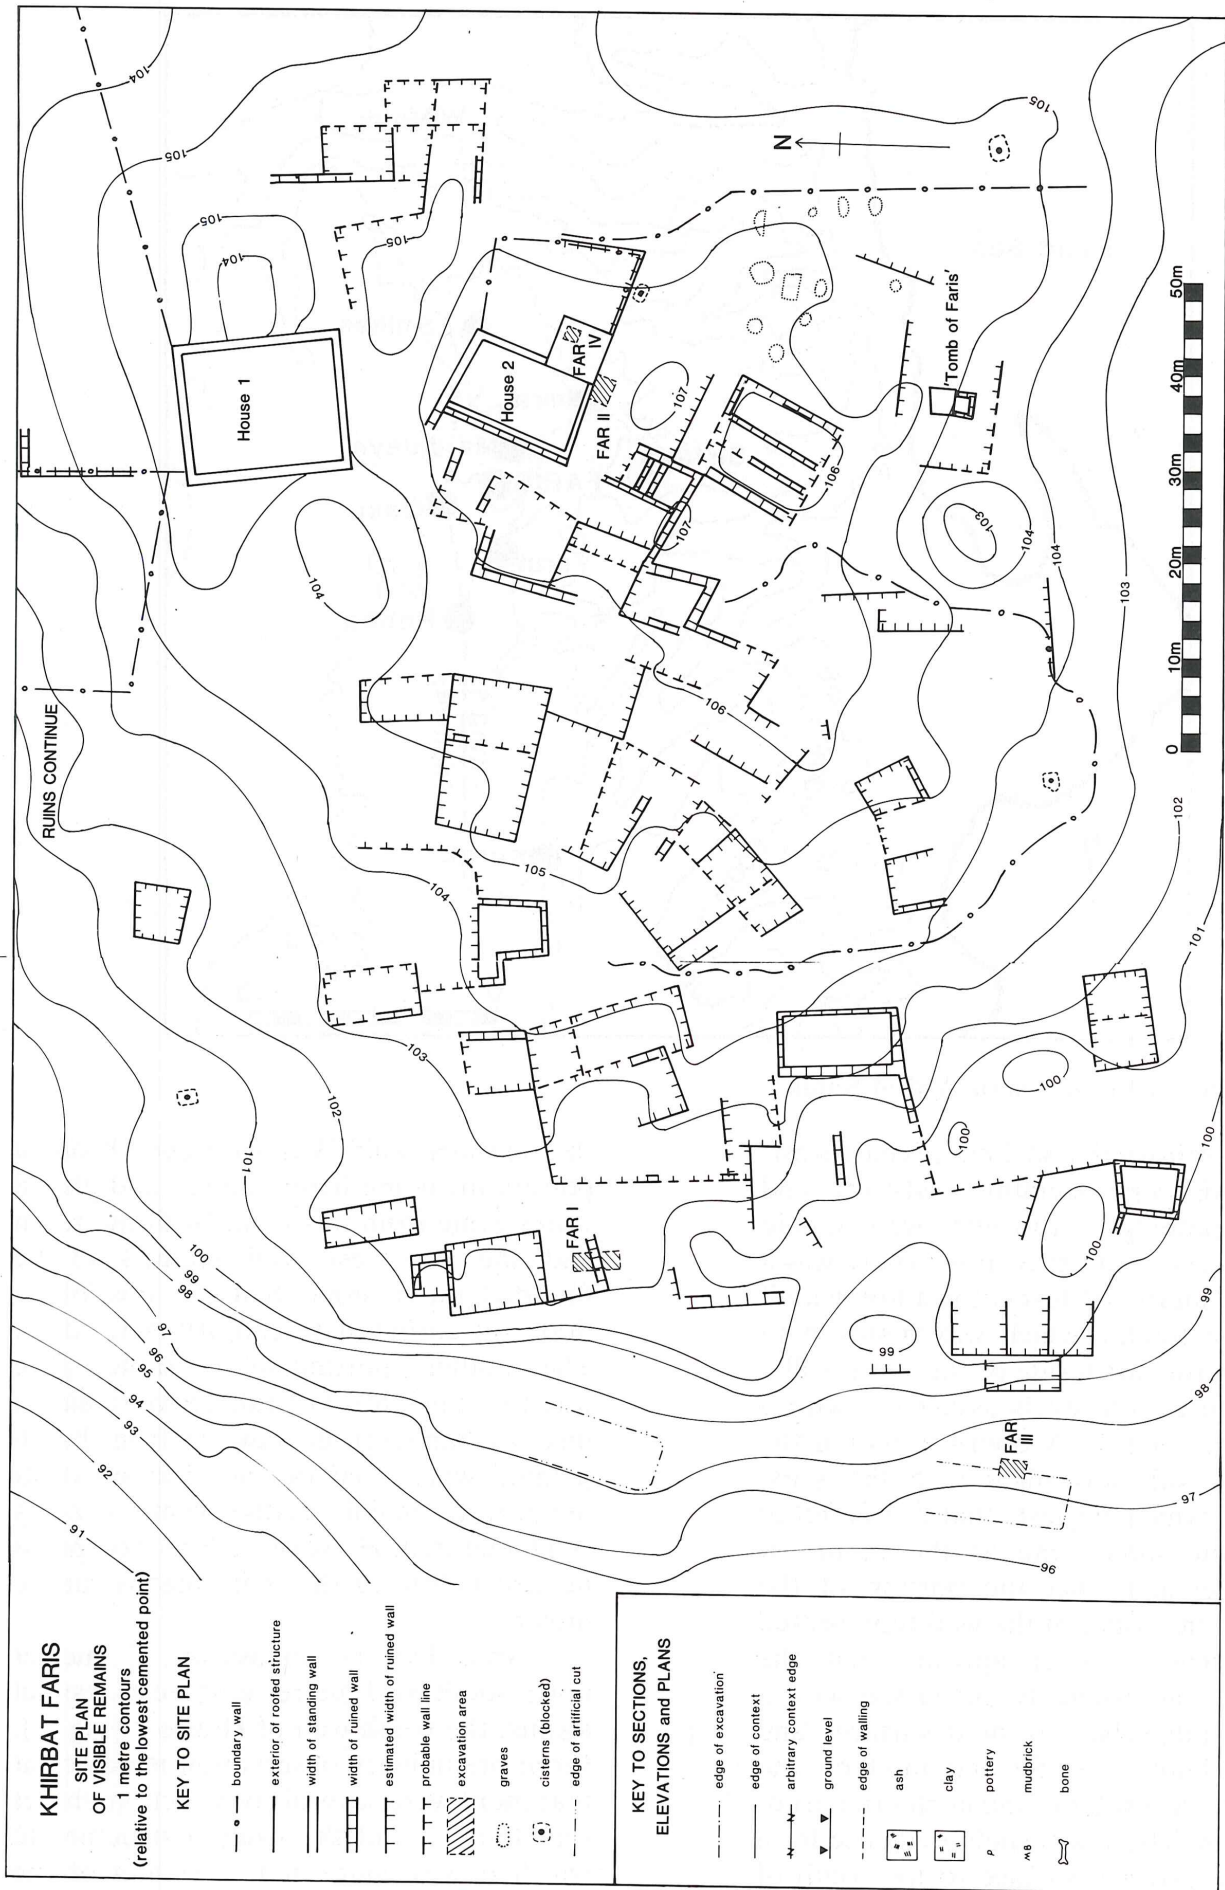 KHIRBAT FARIS
SITE PLAN
OF VISIBLE REMAINS
1 metre contours
(relative to the lowest cemented point)
KEY TO SITE PLAN
boundary wall
exterior of roofed structure
width of standing wall
width of ruined wall
estimated width of ruined wall
probable wall line
excavation area
graves
cisterns (blocked)
edge of artificial cut
KEY TO SECTIONS,
ELEVATIONS and PLANS
edge of excavation
edge of context
N N
arbitrary context edge
ground level
edge of walling
ash
clay
P
pottery
MB
mudbrick
bone
RUINS CONTINUE
House 1
House 2
FAR I
FAR II
FAR
III
FAR
IV
'Tomb of Faris'
N
0
10m
20m
30m
40m
50m
91
92
93
94
95
96
97
98
99
100
101
102
103
104
105
104
104
105
105
104
105
107
107
106
106
103
104
104
103
102
101
100
100
100
100
99
99
98
97
96
105